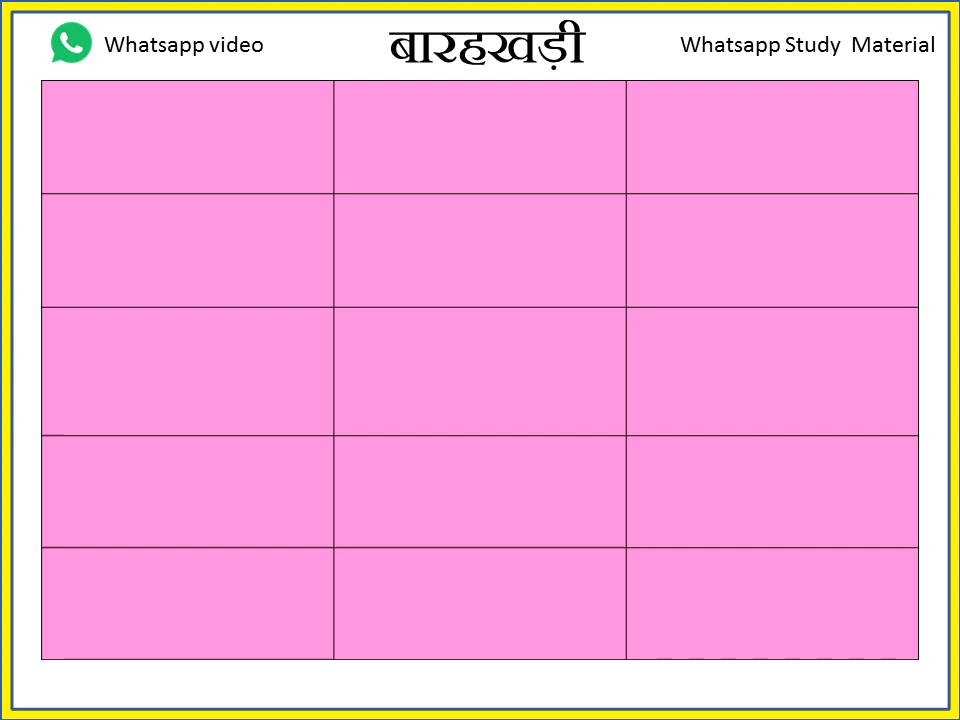 Whatsapp video
बारहखड़ी
Whatsapp Study Material